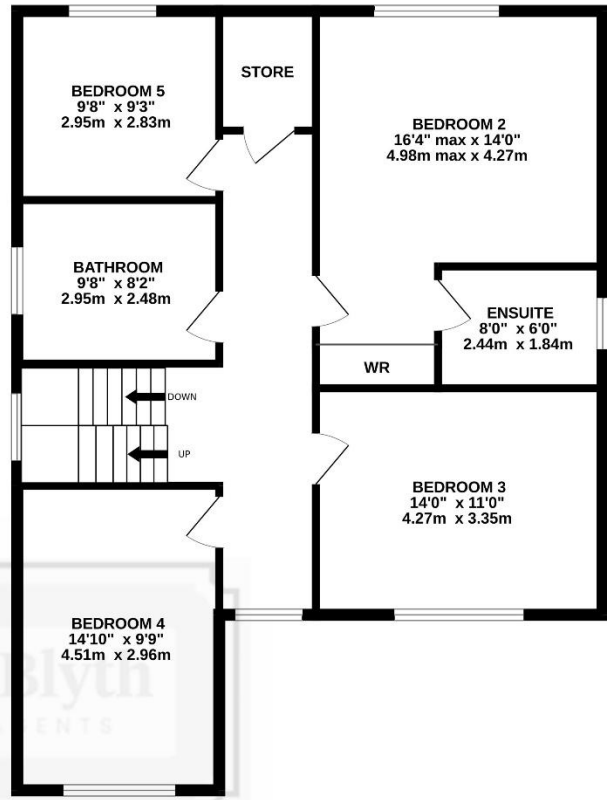 BEDROOM 5
9'8" x 9'3"
2.95m x 2.83m
STORE
BEDROOM 2
16'4" max x 14'0"
4.98m max x 4.27m
BATHROOM
9'8" x 8'2"
2.95m x 2.48m
ENSUITE
8'0" x 6'0"
2.44m x 1.84m
WR
DOWN
UP
BEDROOM 3
14'0" x 11'0"
4.27m x 3.35m
BEDROOM 4
14'10" x 9'9"
4.51m x 2.96m
Blyth